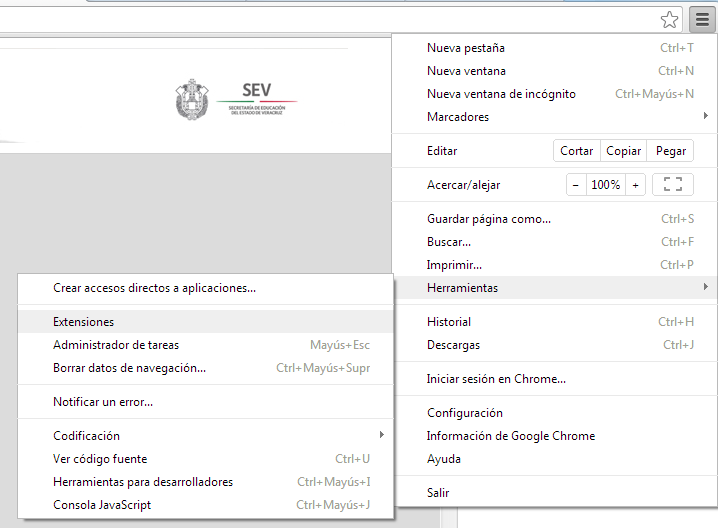 SEV
SECRETARÍA DE EDUCACIÓN
DEL ESTADO DE VERACRUZ
Nueva pestaña Ctrl+T
Nueva ventana Ctrl+N
Nueva ventana de incógnito Ctrl+Mayús+N
Marcadores
Editar Cortar Copiar Pegar
Acercar/alejar − 100% +
Guardar página como... Ctrl+S
Buscar... Ctrl+F
Imprimir... Ctrl+P
Herramientas
Historial Ctrl+H
Descargas Ctrl+J
Iniciar sesión en Chrome...
Configuración
Información de Google Chrome
Ayuda
Salir
Crear accesos directos a aplicaciones...
Extensiones
Administrador de tareas Mayús+Esc
Borrar datos de navegación... Ctrl+Mayús+Supr
Notificar un error...
Codificación
Ver código fuente Ctrl+U
Herramientas para desarrolladores Ctrl+Mayús+I
Consola JavaScript Ctrl+Mayús+J